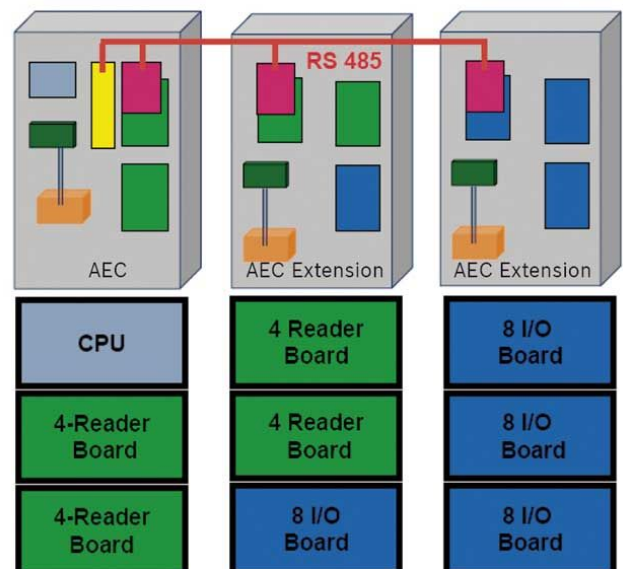 RS 485
AEC
AEC Extension
AEC Extension
CPU
4 Reader
Board
8 I/O
Board
4-Reader
Board
4 Reader
Board
8 I/O
Board
4-Reader
Board
8 I/O
Board
8 I/O
Board